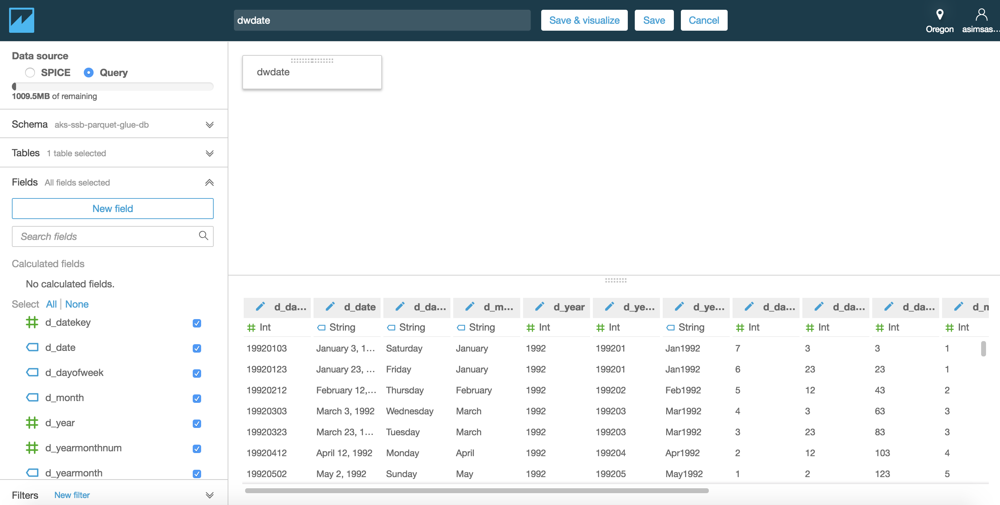 dwdate
Save & visualize
Save
Cancel
Oregon
asimsas...
Data source
SPICE
Query
1009.5MB of remaining
Schema aks-ssb-parquet-glue-db
Tables 1 table selected
Fields All fields selected
New field
Search fields
Calculated fields
No calculated fields.
Select All | None
d_datekey
d_date
d_dayofweek
d_month
d_year
d_yearmonthnum
d_yearmonth
Filters New filter
dwdate
d_da... d_date d_da... d_m... d_year d_ye... d_ye... d_da... d_da... d_da...
Int String String String Int Int String Int Int Int Int
19920103 January 3, 1... Saturday January 1992 199201 Jan1992 7 3 3 1
19920123 January 23, ... Friday January 1992 199201 Jan1992 6 23 23 1
19920212 February 12,... Thursday February 1992 199202 Feb1992 5 12 43 2
19920303 March 3, 1992 Wednesday March 1992 199203 Mar1992 4 3 63 3
19920323 March 23, 1... Tuesday March 1992 199203 Mar1992 3 23 83 3
19920412 April 12, 1992 Monday April 1992 199204 Apr1992 2 12 103 4
19920502 May 2, 1992 Sunday May 1992 199205 May1992 1 2 123 5